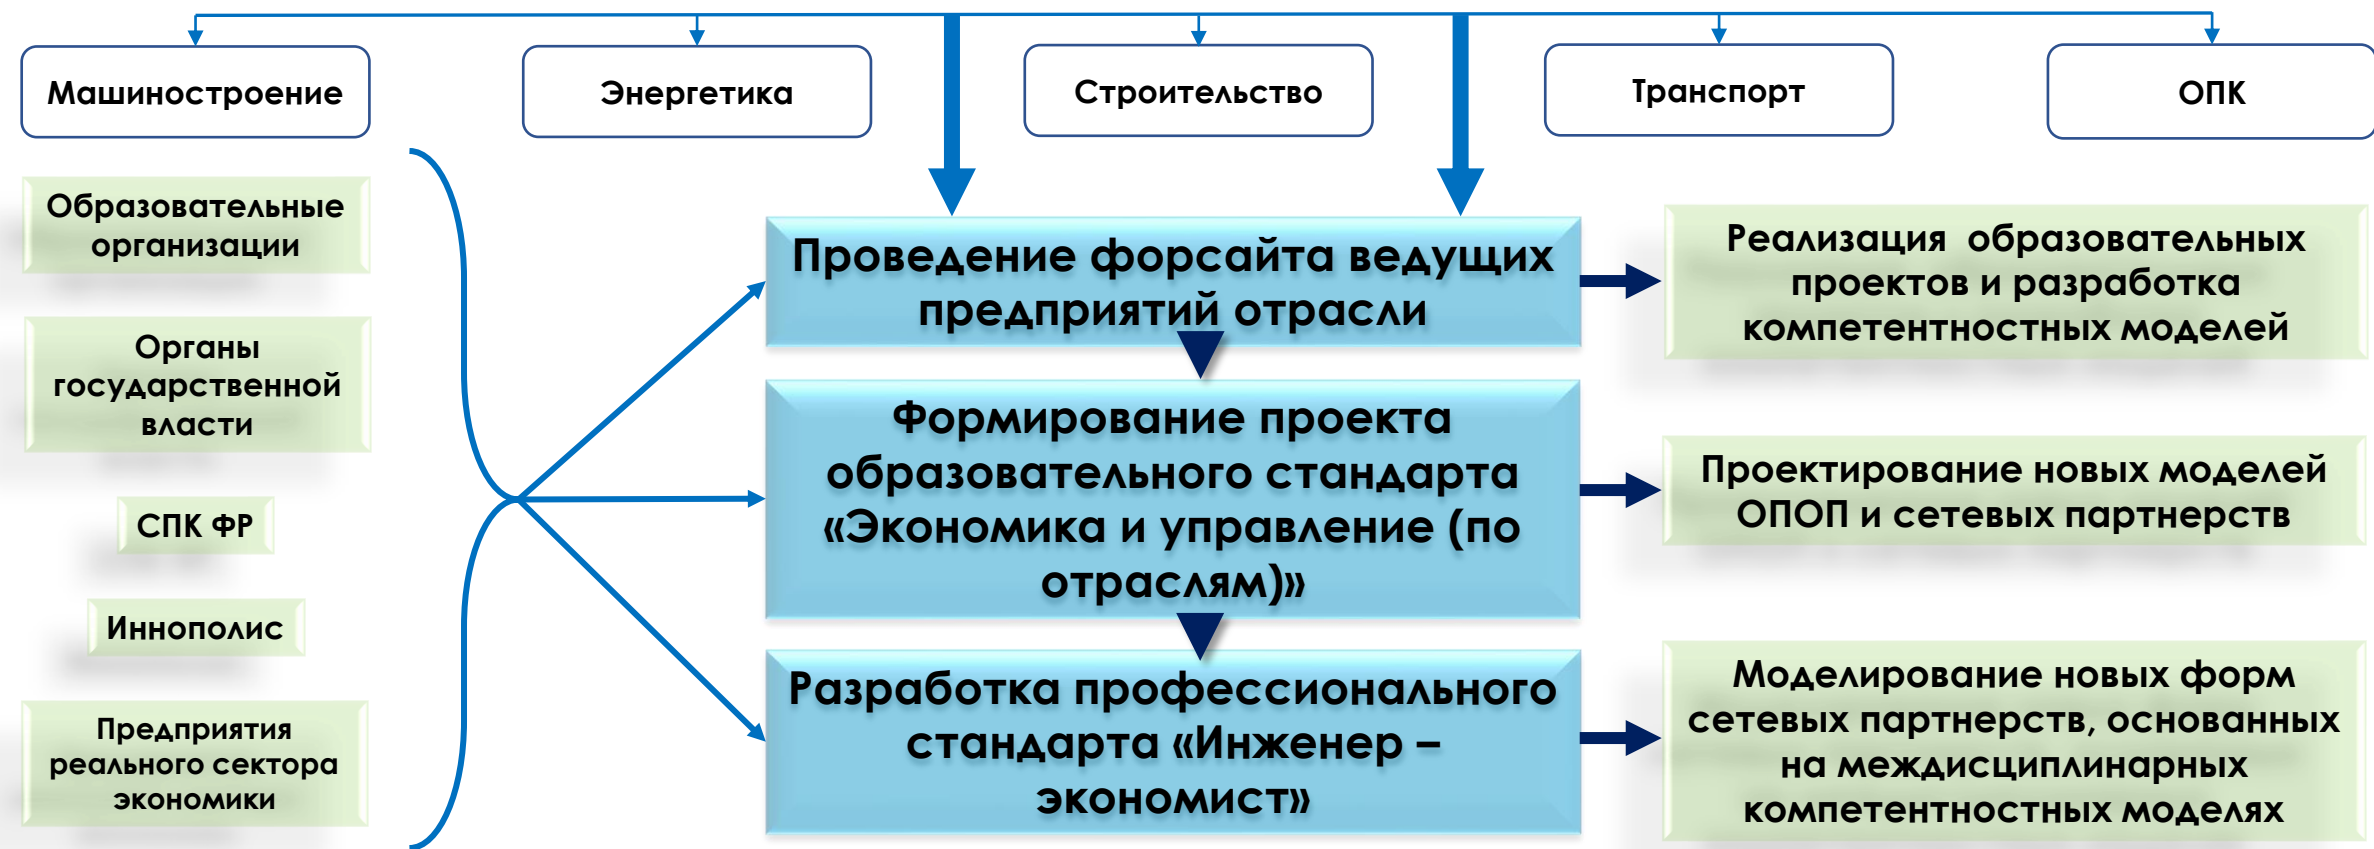 Машиностроение
Энергетика
Строительство
Транспорт
ОПК
Образовательные
организации
Органы
государственной
власти
СПК ФР
Иннополис
Предприятия
реального сектора
экономики
Проведение форсайта ведущих
предприятий отрасли
Формирование проекта
образовательного стандарта
«Экономика и управление (по
отраслям)»
Разработка профессионального
стандарта «Инженер –
экономист»
Реализация образовательных
проектов и разработка
компетентностных моделей
Проектирование новых моделей
ОПОП и сетевых партнерств
Моделирование новых форм
сетевых партнерств, основанных
на междисциплинарных
компетентностных моделях